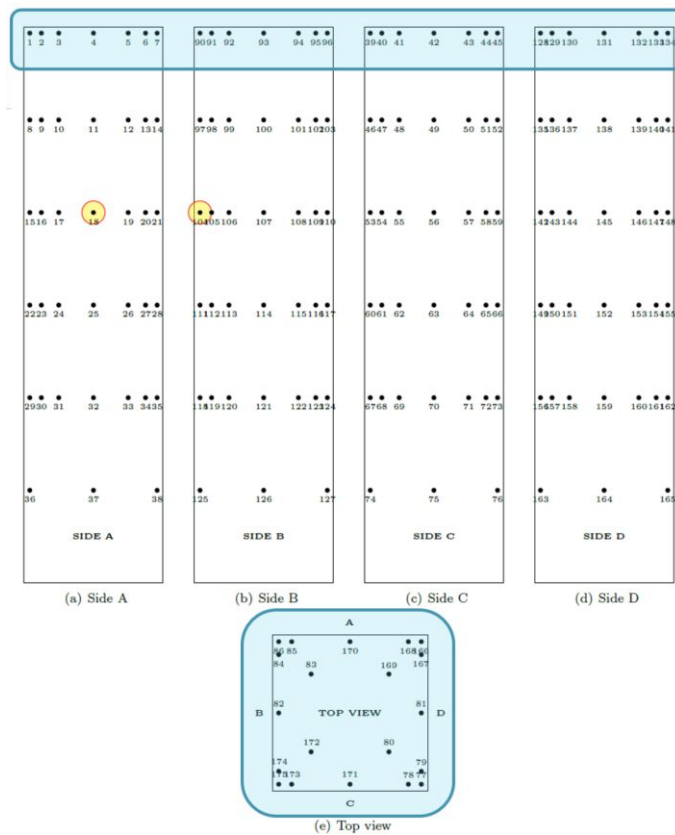 1 2 3 4 5 6 7 90 91 92 93 94 95 96 39 40 41 42 43 44 45 128 129 130 131 132 133 134
8 9 10 11 12 13 14 97 98 99 100 101 102 103 46 47 48 49 50 51 52 135 136 137 138 139 140 141
15 16 17 18 19 20 21 104 105 106 107 108 109 110 53 54 55 56 57 58 59 142 143 144 145 146 147 148
22 23 24 25 26 27 28 111 112 113 114 115 116 117 60 61 62 63 64 65 66 149 150 151 152 153 154 155
29 30 31 32 33 34 35 118 119 120 121 122 123 124 67 68 69 70 71 72 73 156 157 158 159 160 161 162
36 37 38 125 126 127 74 75 76 163 164 165
SIDE A SIDE B SIDE C SIDE D
(a) Side A (b) Side B (c) Side C (d) Side D
A
86 85 170 168 166
84 83 169 167
82 81
B TOP VIEW D
172 80
174 79
175 173 171 78 77
C
(e) Top view